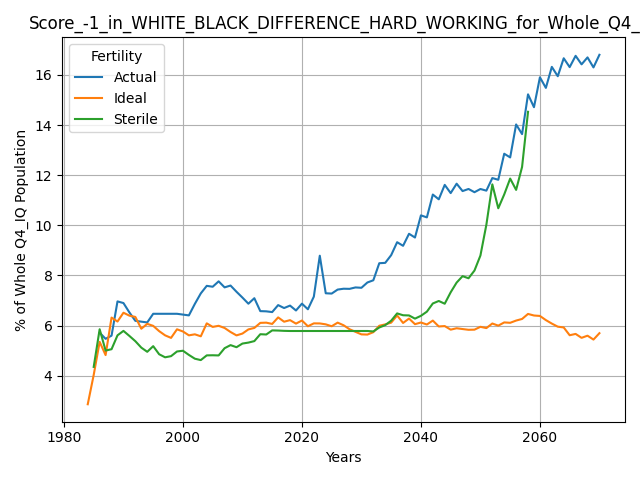 Score_-1_in_WHITE_BLACK_DIFFERENCE_HARD_WORKING_for_Whole_Q4_
Fertility
Actual
Ideal
Sterile
% of Whole Q4_IQ Population
16
14
12
10
8
6
4
1980
2000
2020
2040
2060
Years